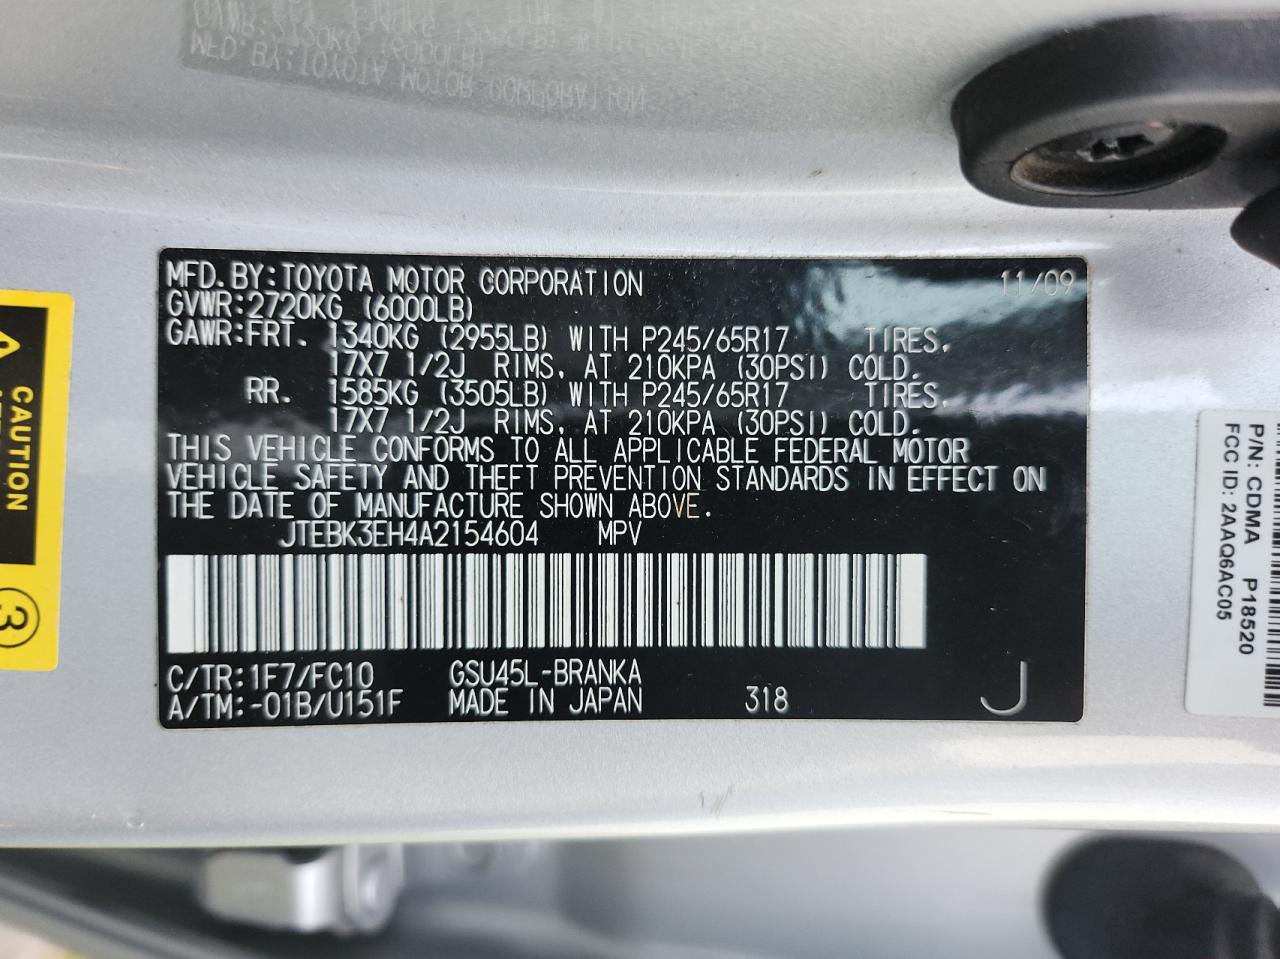 MFD.BY:TOYOTA MOTOR CORPORATION 11/09
GVWR:2720KG (6000LB)
GAWR:FRT. 1340KG (2955LB) WITH P245/65R17 TIRES,
17X7 1/2J RIMS, AT 210KPA (30PSI) COLD.
RR. 1585KG (3505LB) WITH P245/65R17 TIRES,
17X7 1/2J RIMS, AT 210KPA (30PSI) COLD.
THIS VEHICLE CONFORMS TO ALL APPLICABLE FEDERAL MOTOR
VEHICLE SAFETY AND THEFT PREVENTION STANDARDS IN EFFECT ON
THE DATE OF MANUFACTURE SHOWN ABOVE.
JTEBK3EH4A2154604 MPV
C/TR:1F7/FC10 GSU45L-BRANKA
A/TM:-01B/U151F MADE IN JAPAN 318 J
CAUTION
3
P/N: CDMA P18520
FCC ID: 2AAQ6AC05